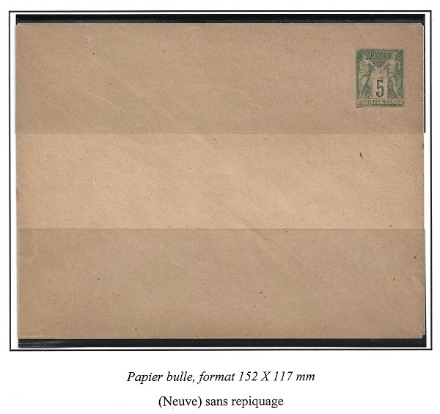 5
Papier bulle, format 152 X 117 mm
(Neuve) sans repiquage